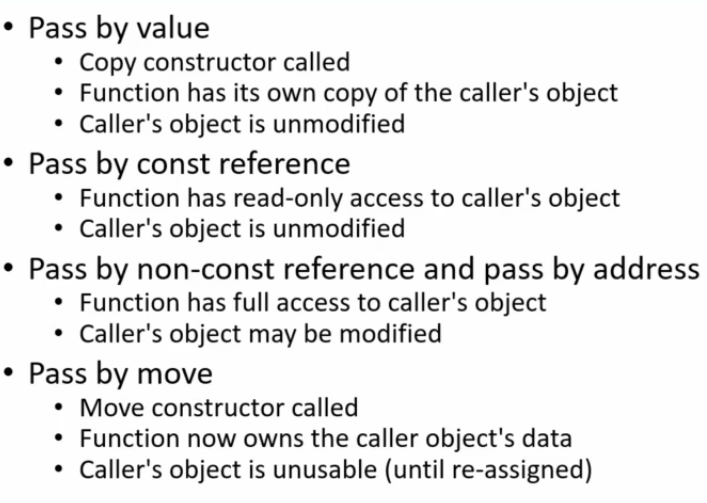 • Pass by value
• Copy constructor called
• Function has its own copy of the caller's object
• Caller's object is unmodified
• Pass by const reference
• Function has read-only access to caller's object
• Caller's object is unmodified
• Pass by non-const reference and pass by address
• Function has full access to caller's object
• Caller's object may be modified
• Pass by move
• Move constructor called
• Function now owns the caller object's data
• Caller's object is unusable (until re-assigned)